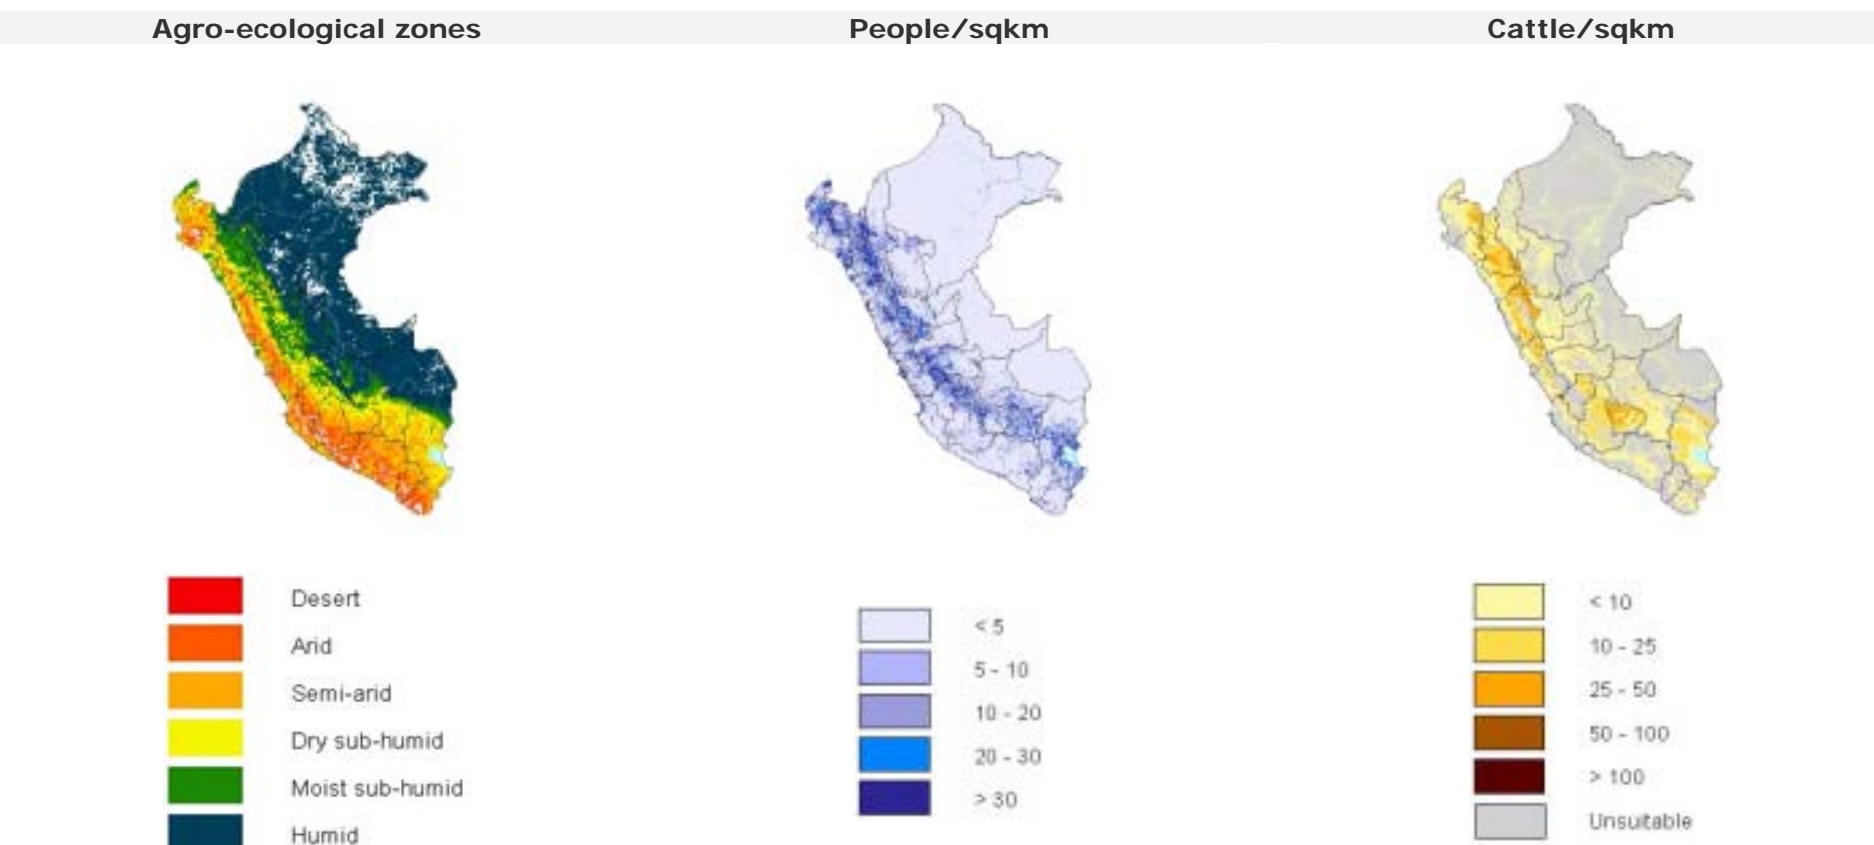 Agro-ecological zones
People/sqkm
Cattle/sqkm
Desert
Arid
Semi-arid
Dry sub-humid
Moist sub-humid
Humid
< 5
5 - 10
10 - 20
20 - 30
> 30
< 10
10 - 25
25 - 50
50 - 100
> 100
Unsuitable